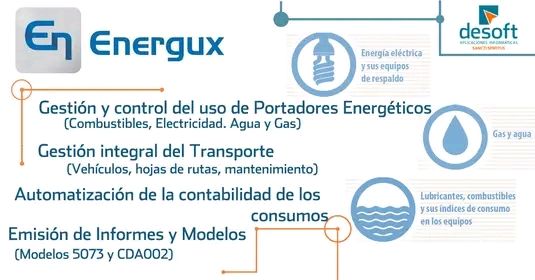 En Energux
desoft
APLICACIONES INFORMÁTICAS
SANCTI SPÍRITUS
Energía eléctrica
y sus equipos
de respaldo
Gestión y control del uso de Portadores Energéticos
(Combustibles, Electricidad. Agua y Gas)
Gas y agua
Gestión integral del Transporte
(Vehículos, hojas de rutas, mantenimiento)
Automatización de la contabilidad de los
consumos
Lubricantes, combustibles
y sus índices de consumo
en los equipos
Emisión de Informes y Modelos
(Modelos 5073 y CDA002)